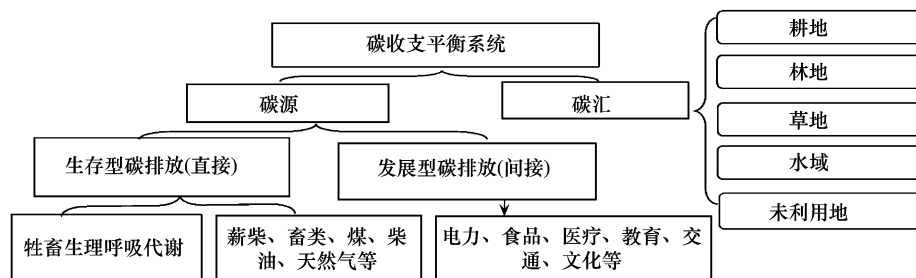 碳收支平衡系统
碳源
碳汇
生存型碳排放(直接)
发展型碳排放(间接)
牲畜生理呼吸代谢
薪柴、畜类、煤、柴
油、天然气等
电力、食品、医疗、教育、交
通、文化等
耕地
林地
草地
水域
未利用地